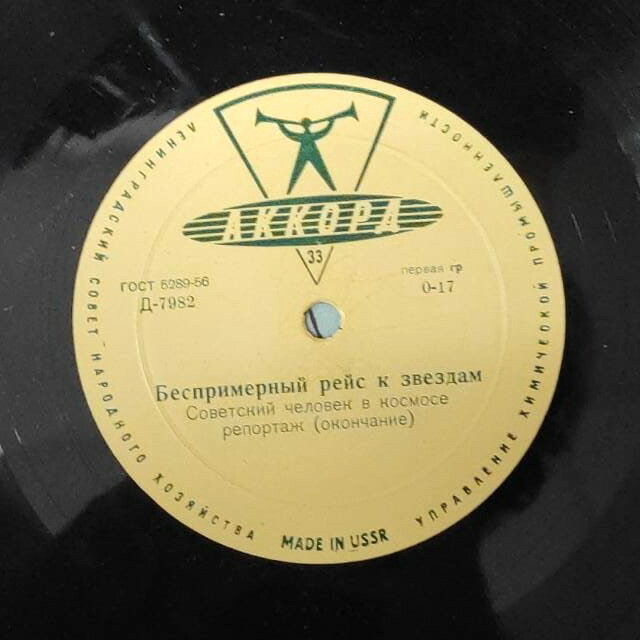 ЛЕНИНГРАДСКИЙ СОВЕТ НАРОДНОГО ХОЗЯЙСТВА
УПРАВЛЕНИЕ ХИМИЧЕСКОЙ ПРОМЫШЛЕННОСТИ
АККОРД
33
ГОСТ 5289-56
Д-7982
первая гр
0-17
Беспримерный рейс к звездам
Советский человек в космосе
репортаж (окончание)
MADE IN USSR